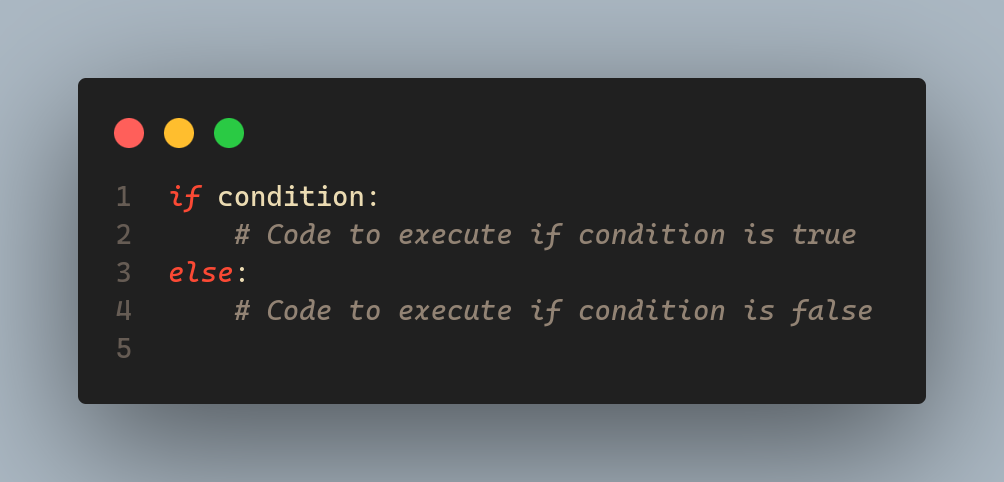 1 if condition:
2     # Code to execute if condition is true
3 else:
4     # Code to execute if condition is false
5